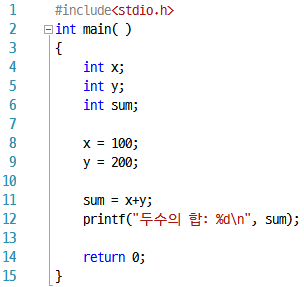 1 #include<stdio.h>
2 int main( )
3 {
4 int x;
5 int y;
6 int sum;
7
8 x = 100;
9 y = 200;
10
11 sum = x+y;
12 printf("두수의 합: %d\n", sum);
13
14 return 0;
15 }